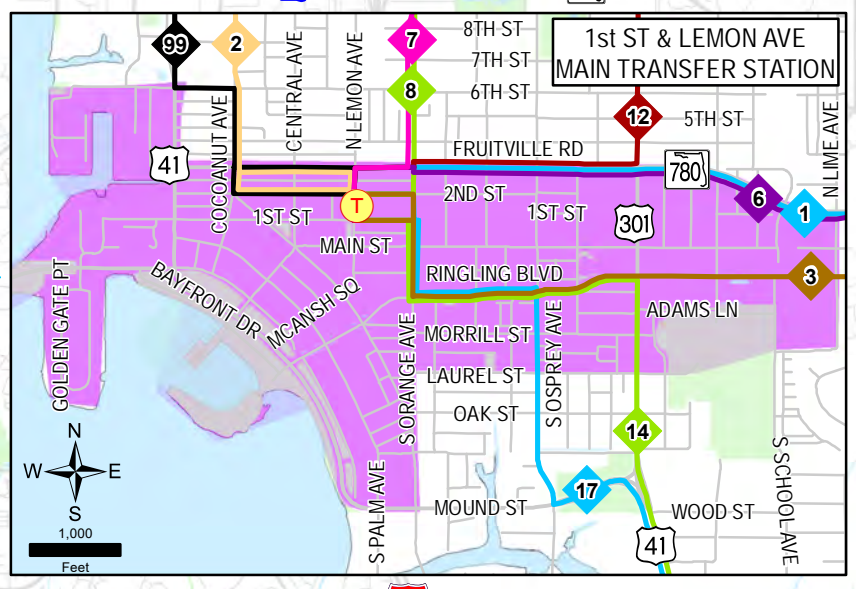 1st ST & LEMON AVE
MAIN TRANSFER STATION
99
2
7
8TH ST
7TH ST
8
6TH ST
12
5TH ST
COCOANUT AVE
CENTRAL AVE
N LEMON AVE
N LIME AVE
FRUITVILLE RD
41
780
6
1
T
2ND ST
1ST ST
1ST ST
301
MAIN ST
RINGLING BLVD
3
GOLDEN GATE PT
BAYFRONT DR
MCANSH SQ
S ORANGE AVE
MORRILL ST
S OSPREY AVE
ADAMS LN
LAUREL ST
OAK ST
14
S SCHOOL AVE
N
W
E
S
1,000
Feet
S PALM AVE
17
MOUND ST
WOOD ST
41